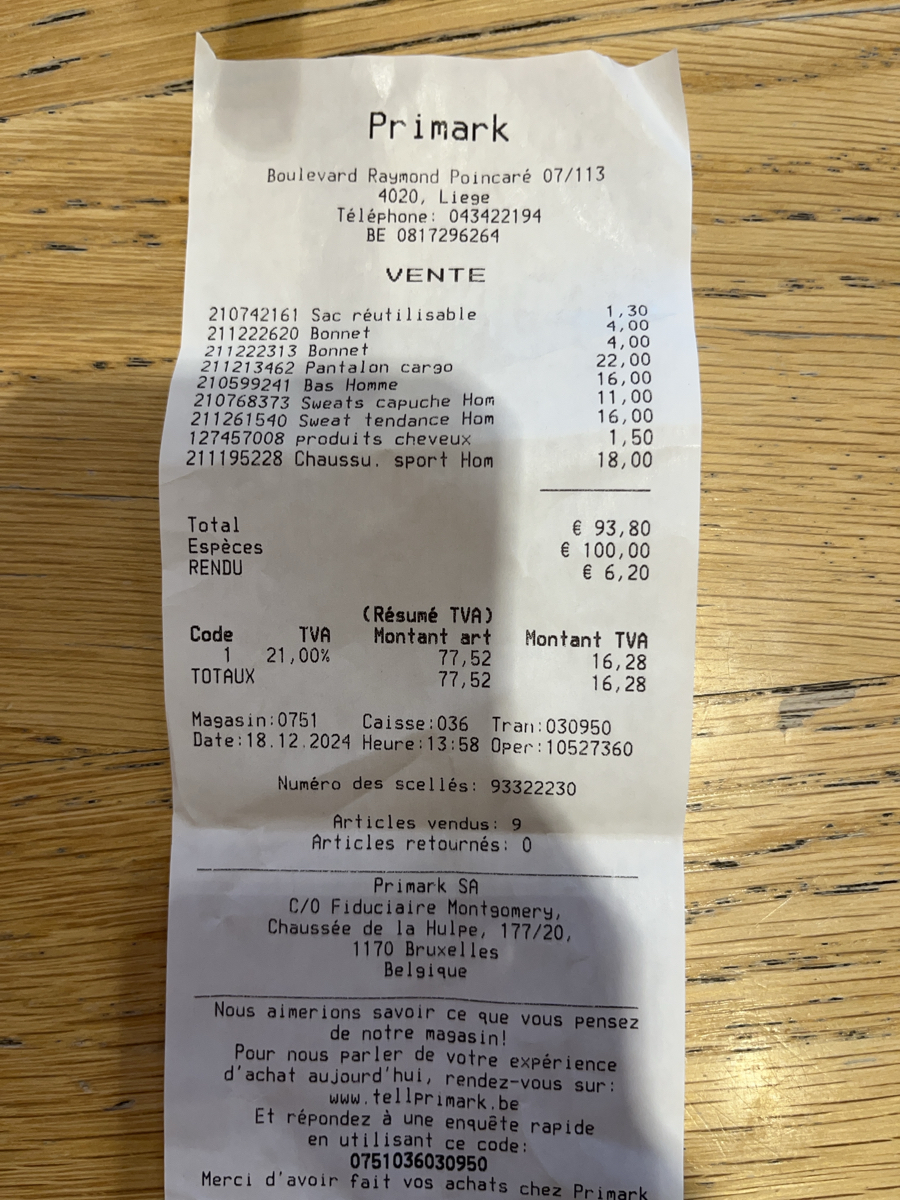 Primark
Boulevard Raymond Poincaré 07/113
4020, Liege
Téléphone: 043422194
BE 0817296264
VENTE
210742161 Sac réutilisable 1,30
211222620 Bonnet 4,00
211222313 Bonnet 4,00
211213462 Pantalon cargo 22,00
210599241 Bas Homme 16,00
210768373 Sweats capuche Hom 11,00
211261540 Sweat tendance Hom 16,00
127457008 produits cheveux 1,50
211195228 Chaussu. sport Hom 18,00
Total € 93,80
Espèces € 100,00
RENDU € 6,20
(Résumé TVA)
Code TVA Montant art Montant TVA
1 21,00% 77,52 16,28
TOTAUX 77,52 16,28
Magasin:0751 Caisse:036 Tran:030950
Date:18.12.2024 Heure:13:58 Oper:10527360
Numéro des scellés: 93322230
Articles vendus: 9
Articles retournés: 0
Primark SA
C/O Fiduciaire Montgomery,
Chaussée de la Hulpe, 177/20,
1170 Bruxelles
Belgique
Nous aimerions savoir ce que vous pensez
de notre magasin!
Pour nous parler de votre expérience
d'achat aujourd'hui, rendez-vous sur:
www.tellprimark.be
Et répondez à une enquête rapide
en utilisant ce code:
0751036030950
Merci d'avoir fait vos achats chez Primark